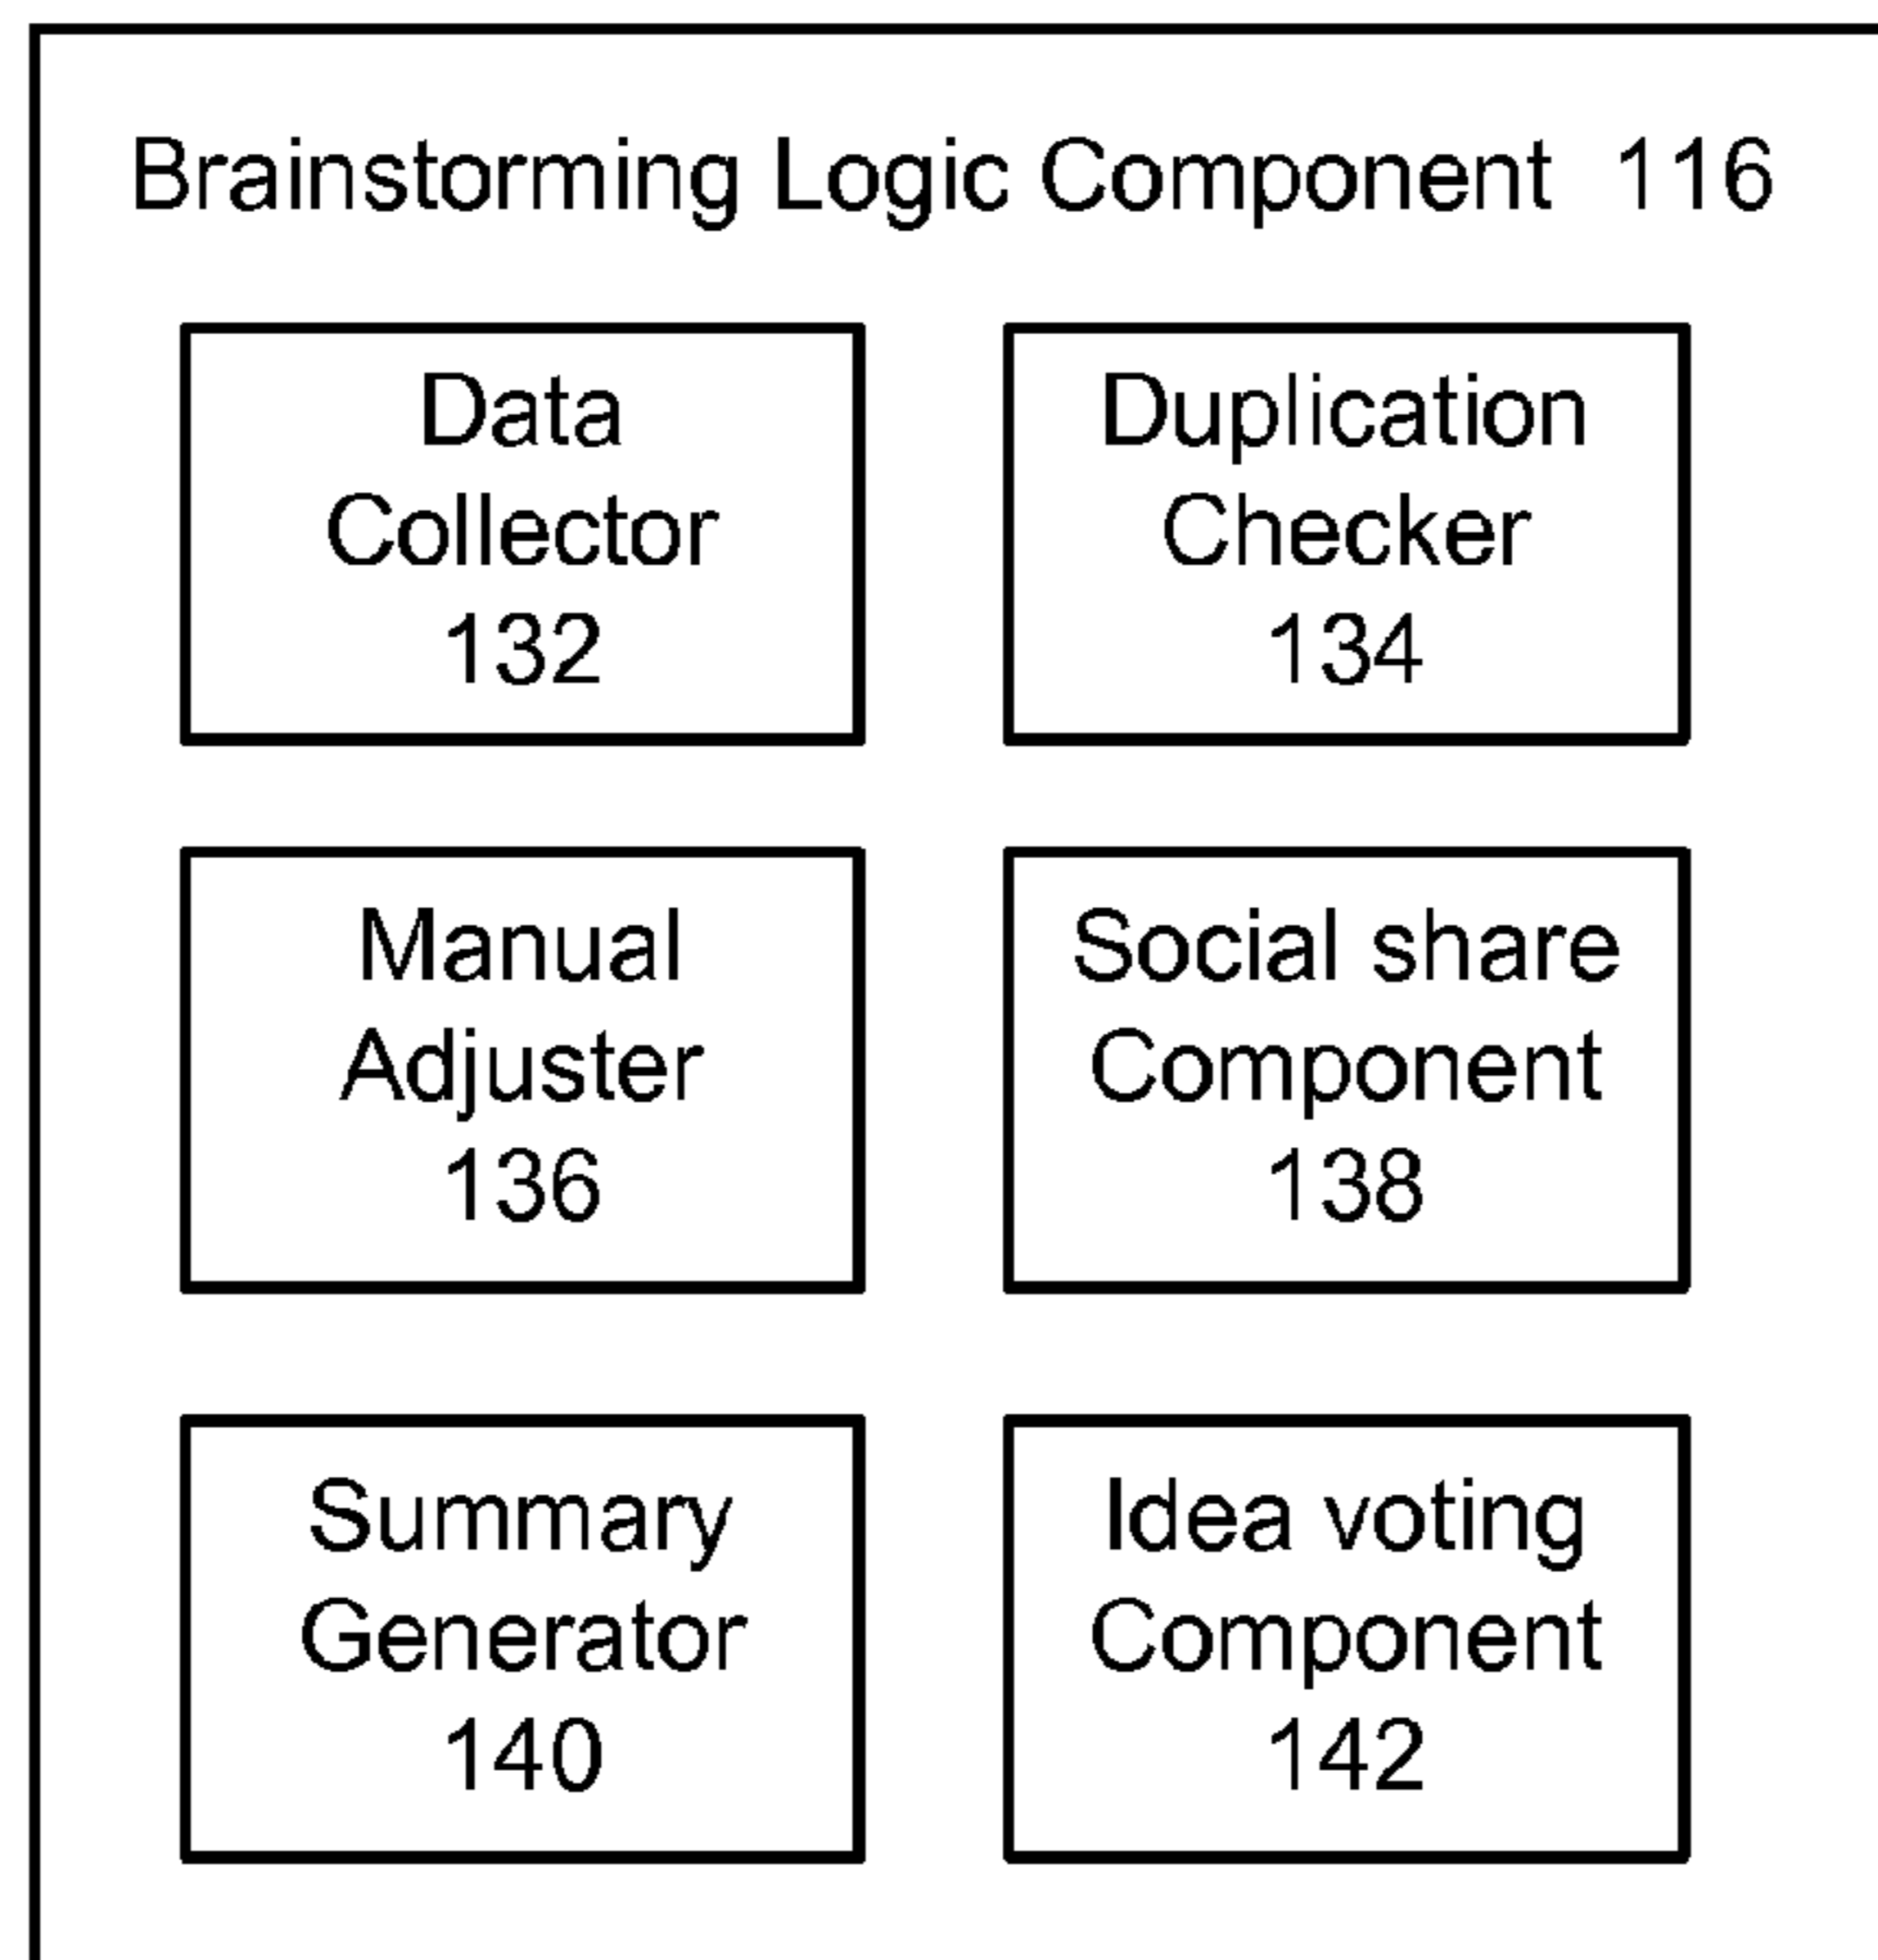 Brainstorming Logic Component 116
Data
Collector
132
Duplication
Checker
134
Manual
Adjuster
136
Social share
Component
138
Summary
Generator
140
Idea voting
Component
142